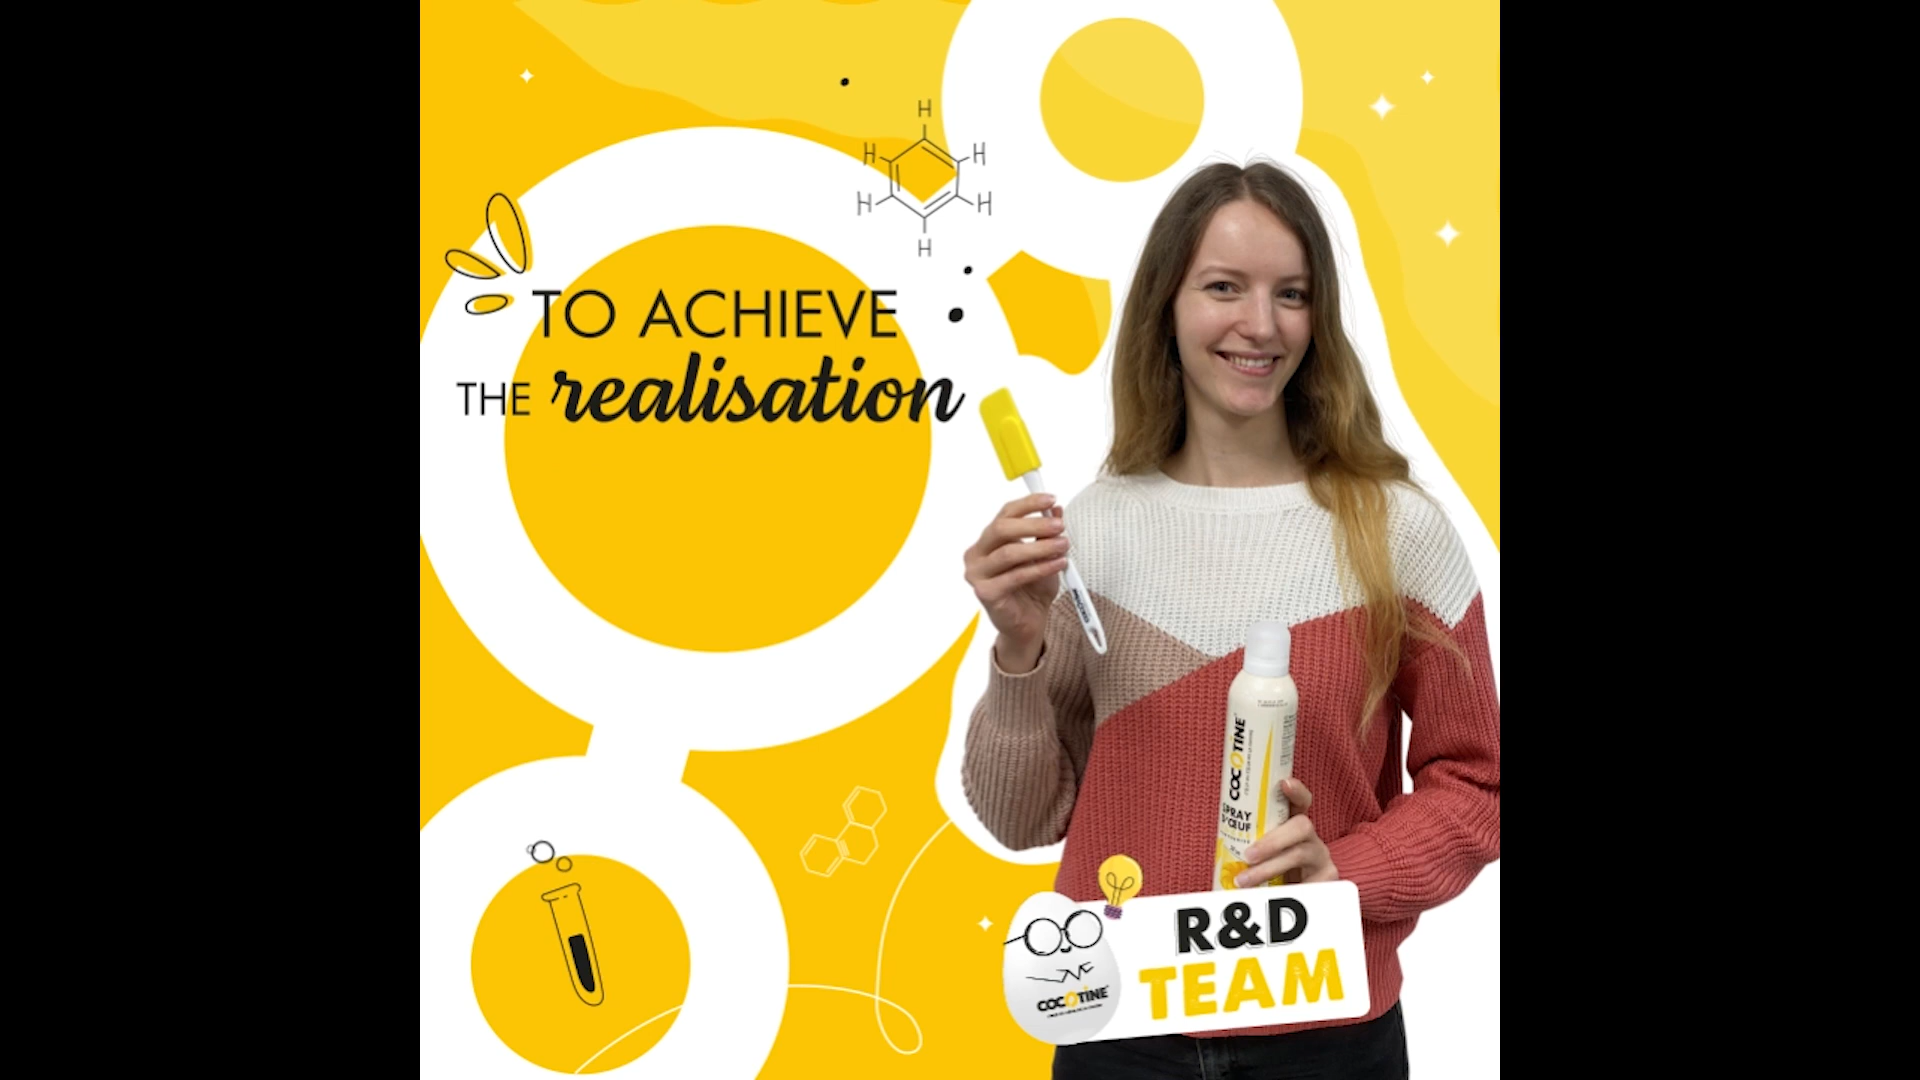 H
H H
H H
H
TO ACHIEVE
THE realisation
COCOTINE
SPRAY
D'ŒUF
R&D
TEAM
COCOTINE